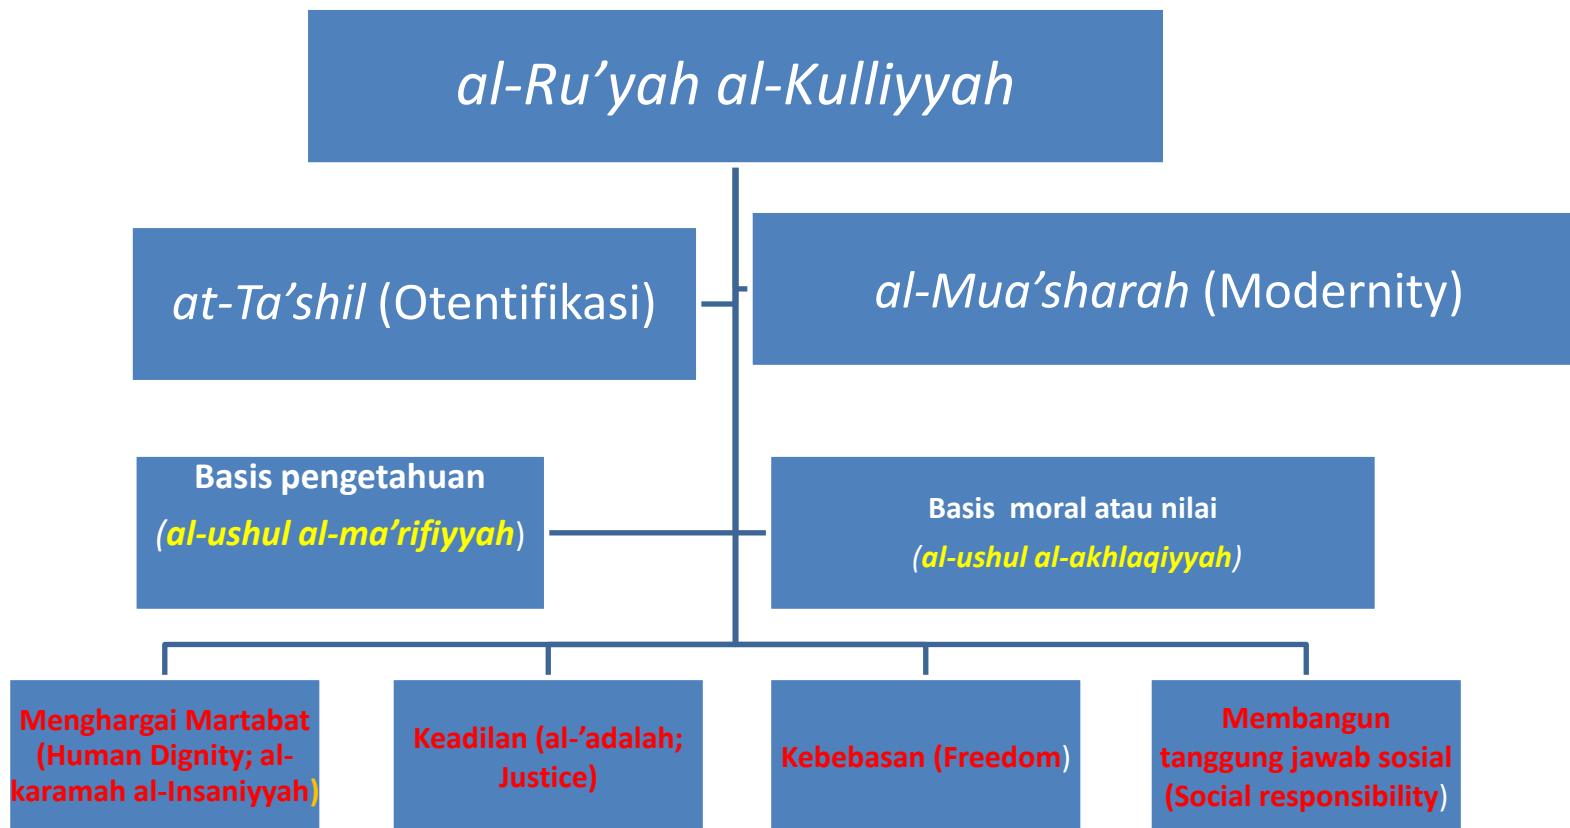 al-Ru’yah al-Kulliyyah
at-Ta’shil (Otentifikasi)
al-Mua’sharah (Modernity)
Basis pengetahuan
(al-ushul al-ma’rifiyyah)
Basis  moral atau nilai
(al-ushul al-akhlaqiyyah)
Menghargai Martabat
(Human Dignity; al-
karamah al-Insaniyyah)
Keadilan (al-’adalah;
Justice)
Kebebasan (Freedom)
Membangun
tanggung jawab sosial
(Social responsibility)